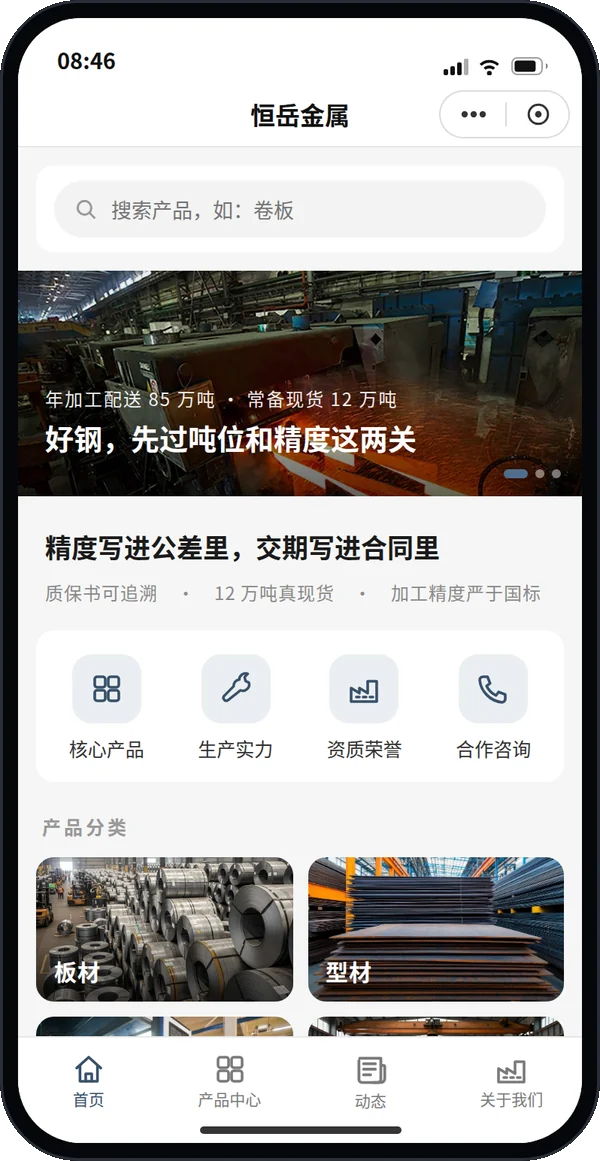 08:46
恒岳金属
搜索产品，如：卷板
年加工配送 85 万吨 · 常备现货 12 万吨
好钢，先过吨位和精度这两关
精度写进公差里，交期写进合同里
质保书可追溯 · 12 万吨真现货 · 加工精度严于国标
核心产品 生产实力 资质荣誉 合作咨询
产品分类
板材 型材
首页 产品中心 动态 关于我们